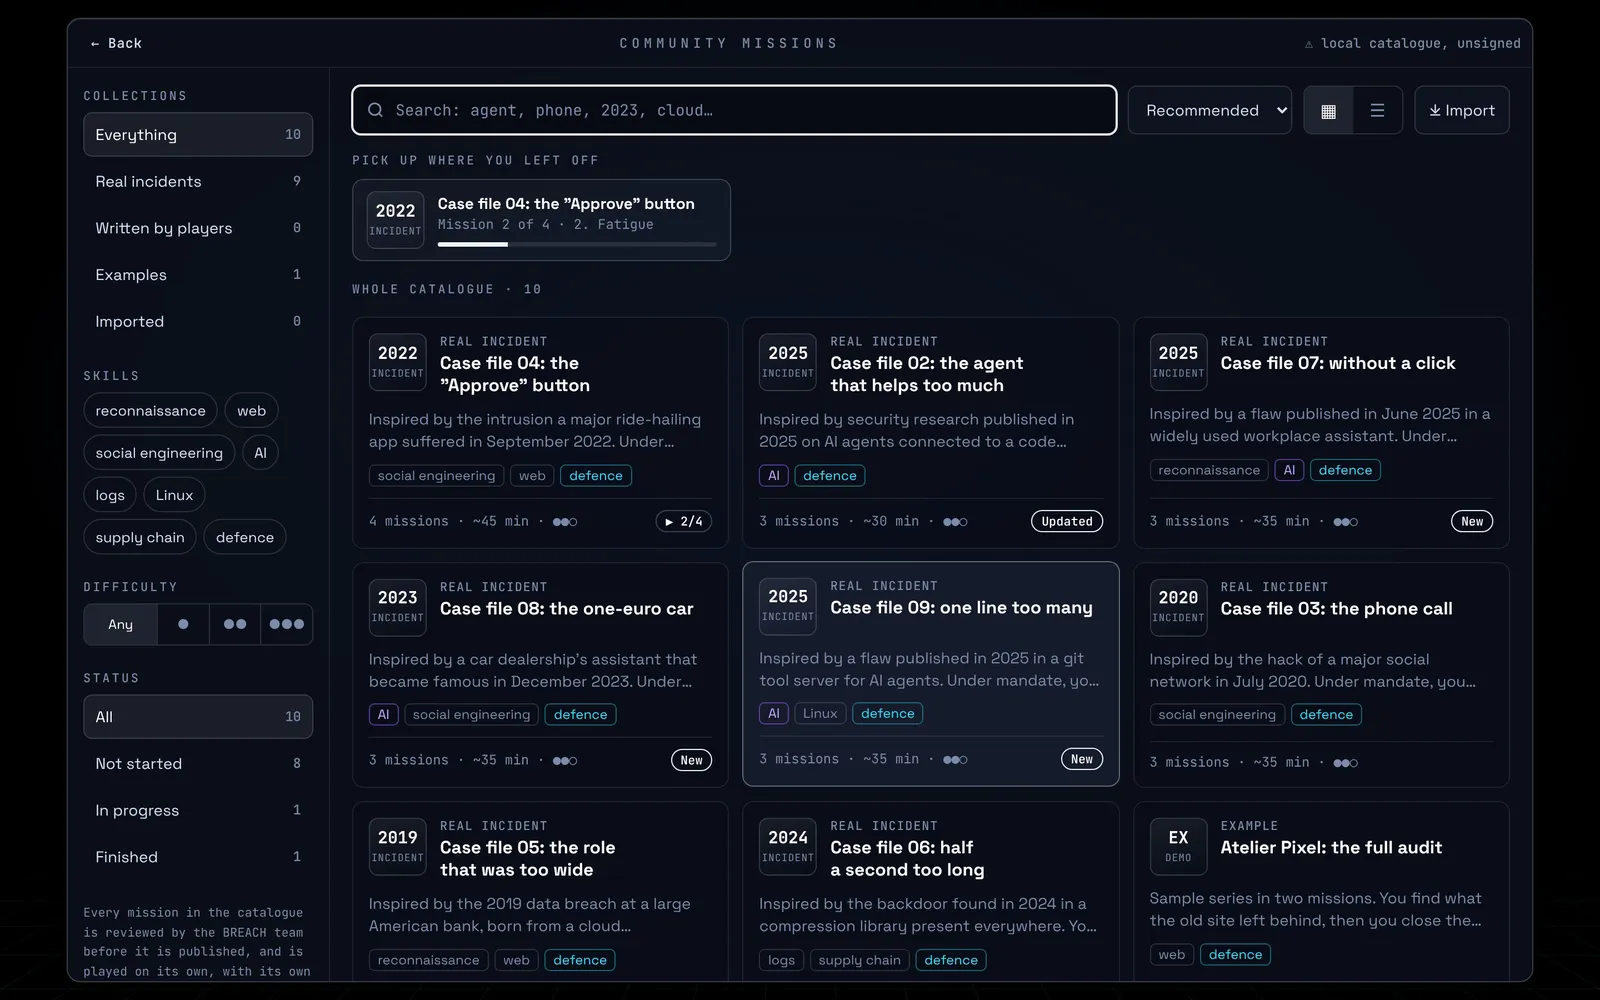 ← Back
COMMUNITY MISSIONS
⚠ local catalogue, unsigned
COLLECTIONS
Everything 10
Real incidents 9
Written by players 0
Examples 1
Imported 0
SKILLS
reconnaissance web
social engineering AI
logs Linux
supply chain defence
DIFFICULTY
Any
STATUS
All 10
Not started 8
In progress 1
Finished 1
Every mission in the catalogue
is reviewed by the BREACH team
before it is published, and is
played on its own, with its own
Search: agent, phone, 2023, cloud…
Recommended
Import
PICK UP WHERE YOU LEFT OFF
2022
INCIDENT
Case file 04: the ”Approve” button
Mission 2 of 4 · 2. Fatigue
WHOLE CATALOGUE · 10
2022
INCIDENT
REAL INCIDENT
Case file 04: the
”Approve” button
Inspired by the intrusion a major ride-hailing
app suffered in September 2022. Under…
social engineering web defence
4 missions · ~45 min · ●●○
▶ 2/4
2025
INCIDENT
REAL INCIDENT
Case file 02: the agent
that helps too much
Inspired by security research published in
2025 on AI agents connected to a code…
AI defence
3 missions · ~30 min · ●●○
Updated
2025
INCIDENT
REAL INCIDENT
Case file 07: without a click
Inspired by a flaw published in June 2025 in a
widely used workplace assistant. Under…
reconnaissance AI defence
3 missions · ~35 min · ●●○
New
2023
INCIDENT
REAL INCIDENT
Case file 08: the one-euro car
Inspired by a car dealership’s assistant that
became famous in December 2023. Under…
AI social engineering defence
3 missions · ~35 min · ●●○
New
2025
INCIDENT
REAL INCIDENT
Case file 09: one line too many
Inspired by a flaw published in 2025 in a git
tool server for AI agents. Under mandate, yo…
AI Linux defence
3 missions · ~35 min · ●●○
New
2020
INCIDENT
REAL INCIDENT
Case file 03: the phone call
Inspired by the hack of a major social
network in July 2020. Under mandate, you…
social engineering defence
3 missions · ~35 min · ●●○
2019
INCIDENT
REAL INCIDENT
Case file 05: the role
that was too wide
Inspired by the 2019 data breach at a large
American bank, born from a cloud…
reconnaissance web defence
2024
INCIDENT
REAL INCIDENT
Case file 06: half
a second too long
Inspired by the backdoor found in 2024 in a
compression library present everywhere. Yo…
logs supply chain defence
EX
DEMO
EXAMPLE
Atelier Pixel: the full audit
Sample series in two missions. You find what
the old site left behind, then you close the…
web defence